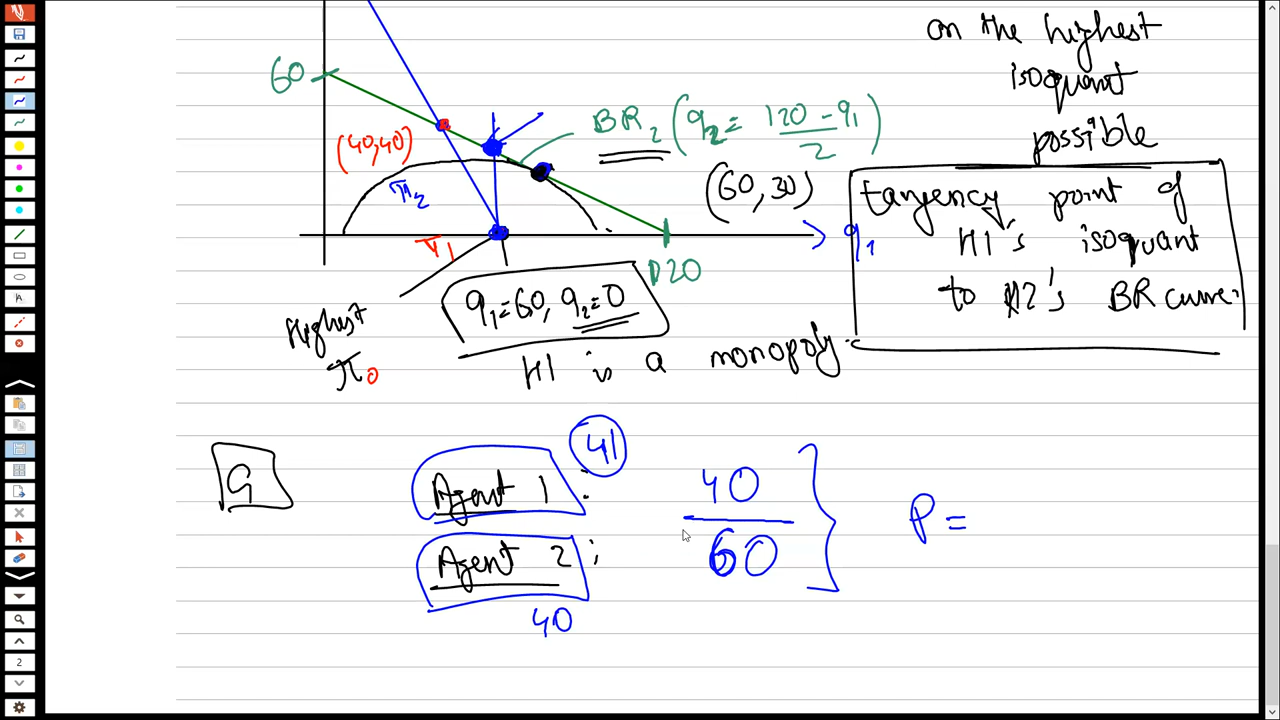 on the highest
isoquant
possible
60
BR2 (q2 = 120 - q1 / 2)
(40,40)
(60, 30)
π2
π1
q1
120
tangency point of
H1's isoquant
to H2's BR curve.
q1=60, q2=0
Highest
π0
H1 is a monopoly.
41
G
Agent 1 :
40
P =
Agent 2 ;
60
40
2